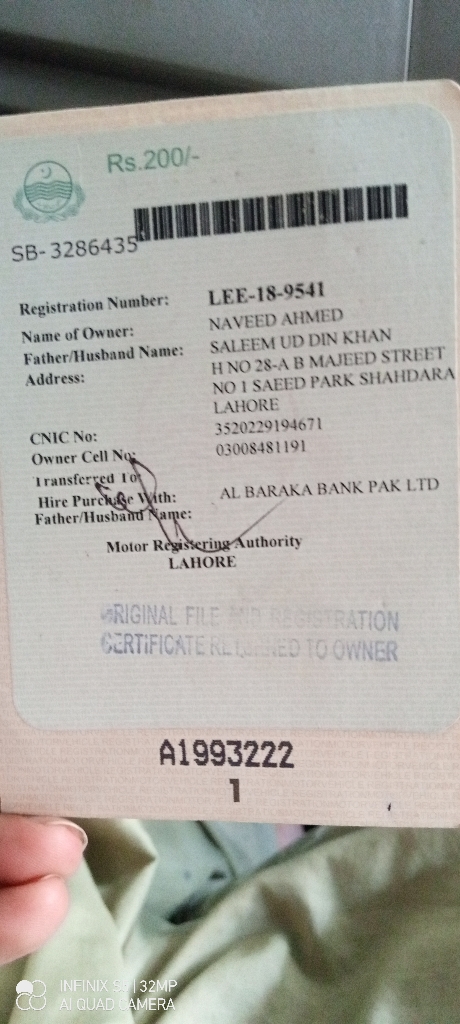 Rs.200/-
SB-3286435
Registration Number: LEE-18-9541
Name of Owner: NAVEED AHMED
Father/Husband Name: SALEEM UD DIN KHAN
Address: H NO 28-A B MAJEED STREET
NO 1 SAEED PARK SHAHDARA
LAHORE
CNIC No: 3520229194671
Owner Cell No: 03008481191
Transferred To
Hire Purchase With: AL BARAKA BANK PAK LTD
Father/Husband Name:
Motor Registering Authority
LAHORE
ORIGINAL FILE AND REGISTRATION
CERTIFICATE RETURNED TO OWNER
A1993222
1
INFINIX S5 | 32MP
AI QUAD CAMERA